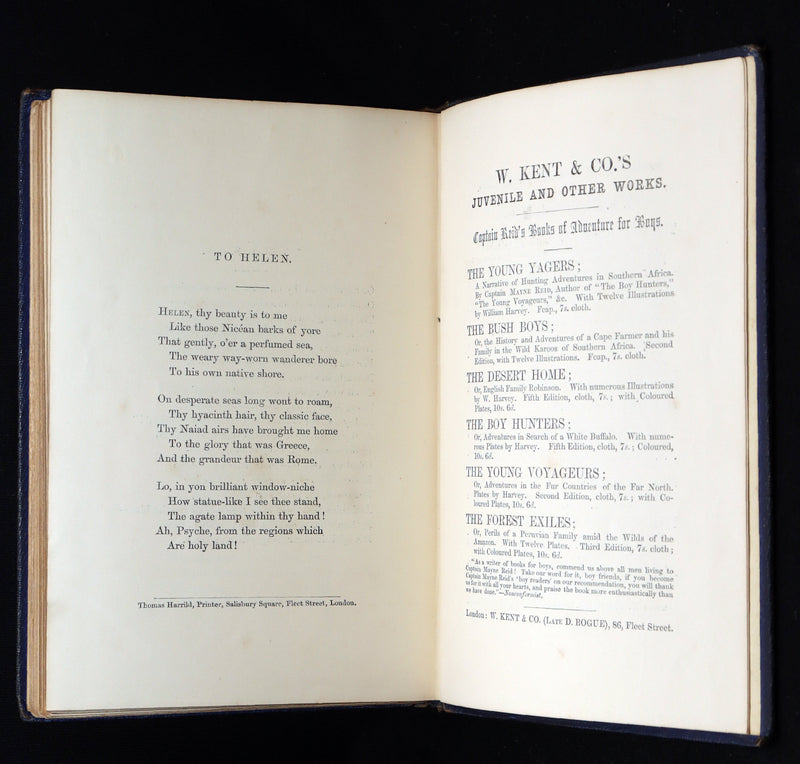 TO HELEN.
HELEN, thy beauty is to me
Like those Nicéan barks of yore
That gently, o'er a perfumed sea,
The weary way-worn wanderer bore
To his own native shore.
On desperate seas long wont to roam,
Thy hyacinth hair, thy classic face,
Thy Naiad airs have brought me home
To the glory that was Greece,
And the grandeur that was Rome.
Lo, in yon brilliant window-niche
How statue-like I see thee stand,
The agate lamp within thy hand!
Ah, Psyche, from the regions which
Are holy land!
Thomas Harrild, Printer, Salisbury Square, Fleet Street, London.
W. KENT & CO.'S
JUVENILE AND OTHER WORKS.
Captain Reid's Books of Adventure for Boys.
THE YOUNG YAGERS;
A Narrative of Hunting Adventures in Southern Africa.
By Captain MAYNE REID, Author of "The Boy Hunters,"
"The Young Voyageurs," &c. With Twelve Illustrations
by William Harvey. Fcap., 7s. cloth.
THE BUSH BOYS;
Or, the History and Adventures of a Cape Farmer and his
Family in the Wild Karoos of Southern Africa. Second
Edition, with Twelve Illustrations. Fcap., 7s. cloth.
THE DESERT HOME;
Or, English Family Robinson. With numerous Illustrations
by W. Harvey. Fifth Edition, cloth, 7s.; with Coloured
Plates, 10s. 6d.
THE BOY HUNTERS;
Or, Adventures in Search of a White Buffalo. With nume-
rous Plates by Harvey. Fifth Edition, cloth, 7s.; Coloured,
10s. 6d.
THE YOUNG VOYAGEURS;
Or, Adventures in the Fur Countries of the Far North.
Plates by Harvey. Second Edition, cloth, 7s.; with Co-
loured Plates, 10s. 6d.
THE FOREST EXILES;
Or, Perils of a Peruvian Family amid the Wilds of the
Amazon. With Twelve Plates. Third Edition, 7s. cloth;
with Coloured Plates, 10s. 6d.
"As a writer of books for boys, commend us above all men living to
Captain Mayne Reid! Take our word for it, boy friends, if you become
Captain Mayne Reid's 'boy readers' on our recommendation, you will thank
us for it with all your hearts, and praise the book more enthusiastically than
we have done."—Nonconformist.
London: W. KENT & CO. (LATE D. BOGUE), 86, Fleet Street.